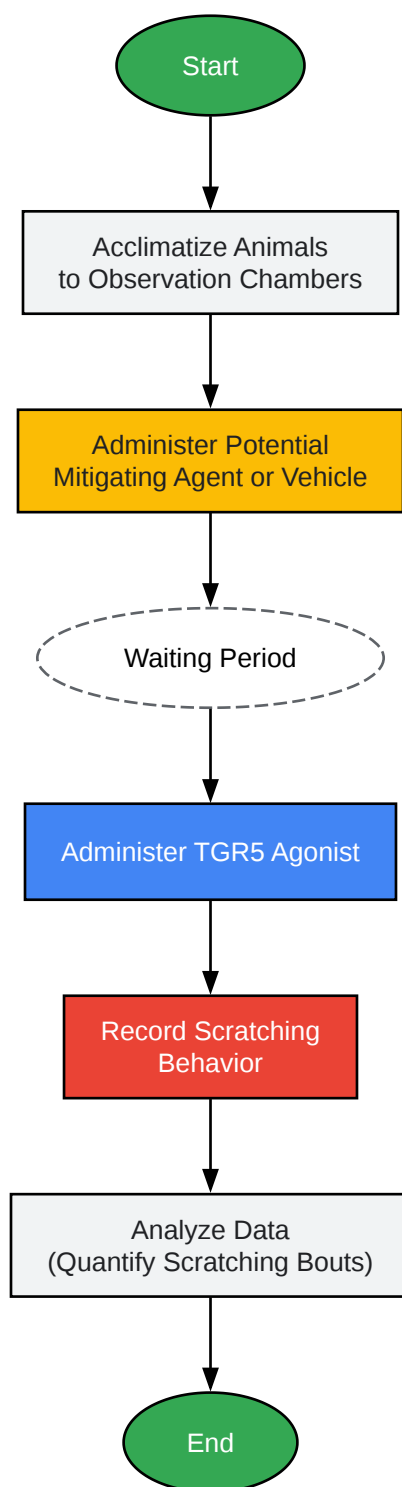 Start
Acclimatize Animals
to Observation Chambers
Administer Potential
Mitigating Agent or Vehicle
Waiting Period
Administer TGR5 Agonist
Record Scratching
Behavior
Analyze Data
(Quantify Scratching Bouts)
End